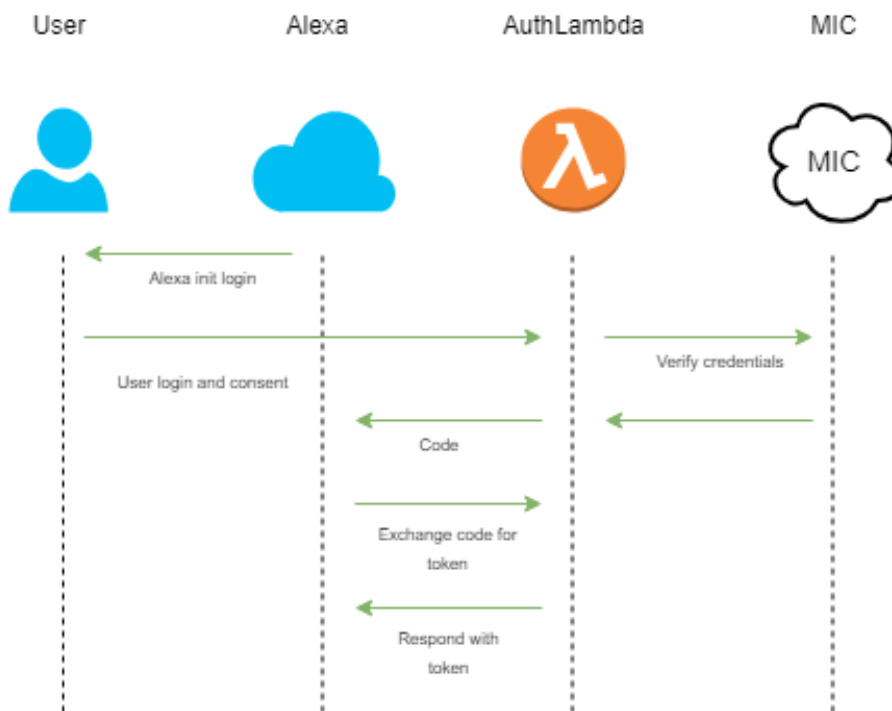 User
Alexa
AuthLambda
MIC
MIC
Alexa init login
Verify credentials
User login and consent
Code
Exchange code for
token
Respond with
token